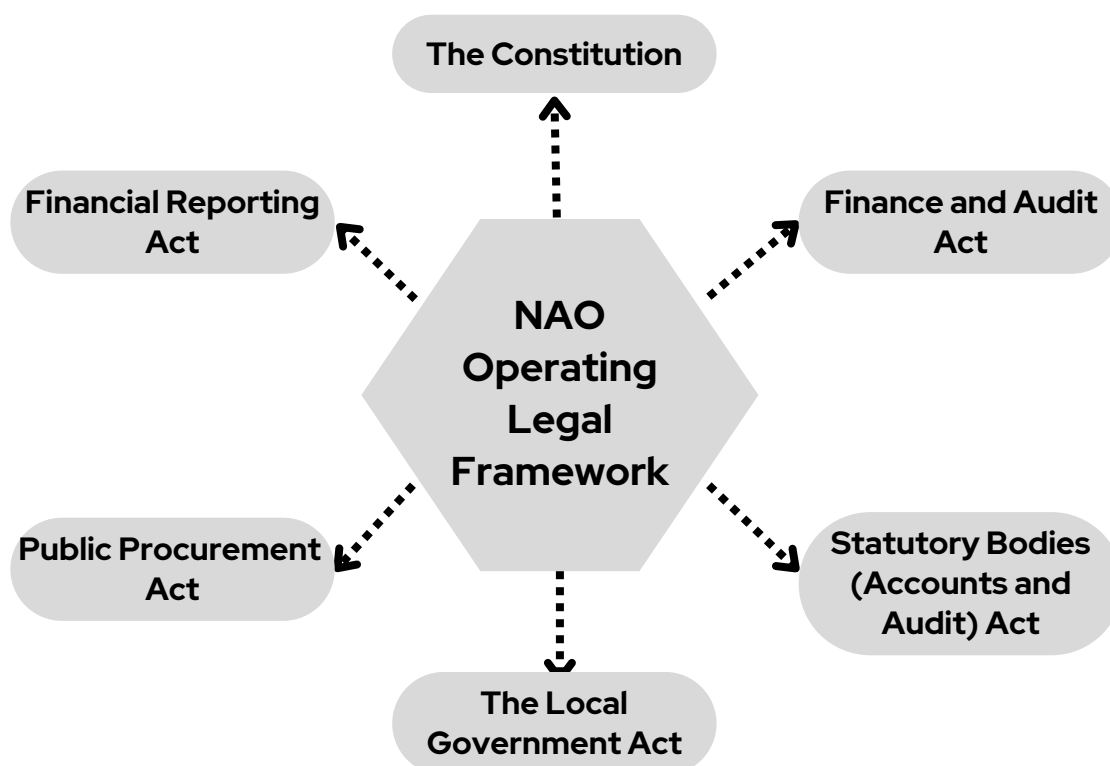 The Constitution
Financial Reporting
Act
Finance and Audit
Act
NAO
Operating
Legal
Framework
Public Procurement
Act
Statutory Bodies
(Accounts and
Audit) Act
The Local
Government Act